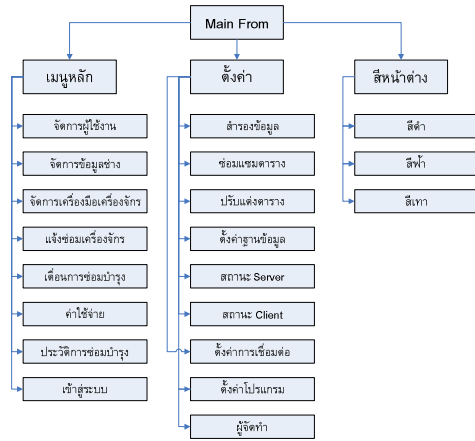 Main From
เมนูหลัก
ตั้งค่า
สีหน้าต่าง
จัดการผู้ใช้งาน
สำรองข้อมูล
สีดำ
จัดการข้อมูลช่าง
ซ่อมแซมตาราง
สีฟ้า
จัดการเครื่องมือเครื่องจักร
ปรับแต่งตาราง
สีเทา
แจ้งซ่อมเครื่องจักร
ตั้งค่าฐานข้อมูล
เตือนการซ่อมบำรุง
สถานะ Server
ค่าใช้จ่าย
สถานะ Client
ประวัติการซ่อมบำรุง
ตั้งค่าการเชื่อมต่อ
เข้าสู่ระบบ
ตั้งค่าโปรแกรม
ผู้จัดทำ